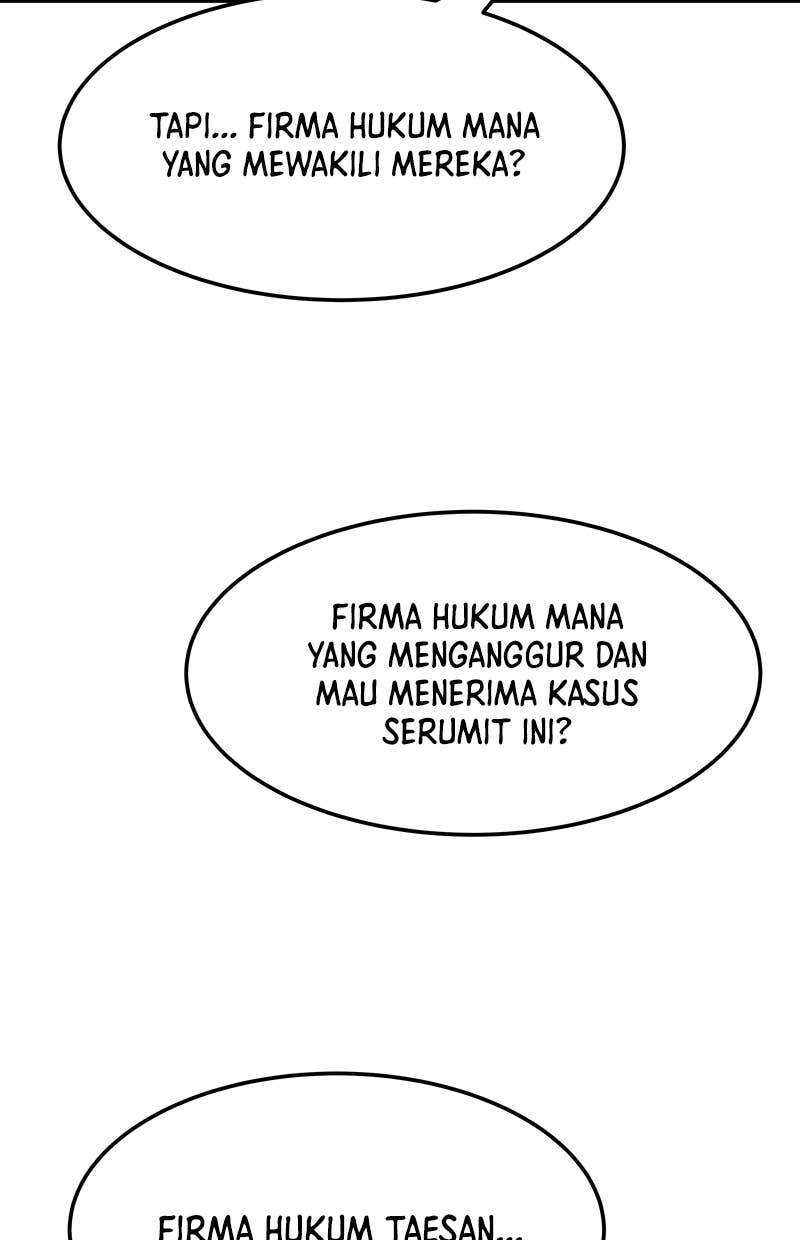 TAPI... FIRMA HUKUM MANA
YANG MEWAKILI MEREKA?
FIRMA HUKUM MANA
YANG MENGANGGUR DAN
MAU MENERIMA KASUS
SERUMIT INI?
FIRMA HUKUM TAESAN...